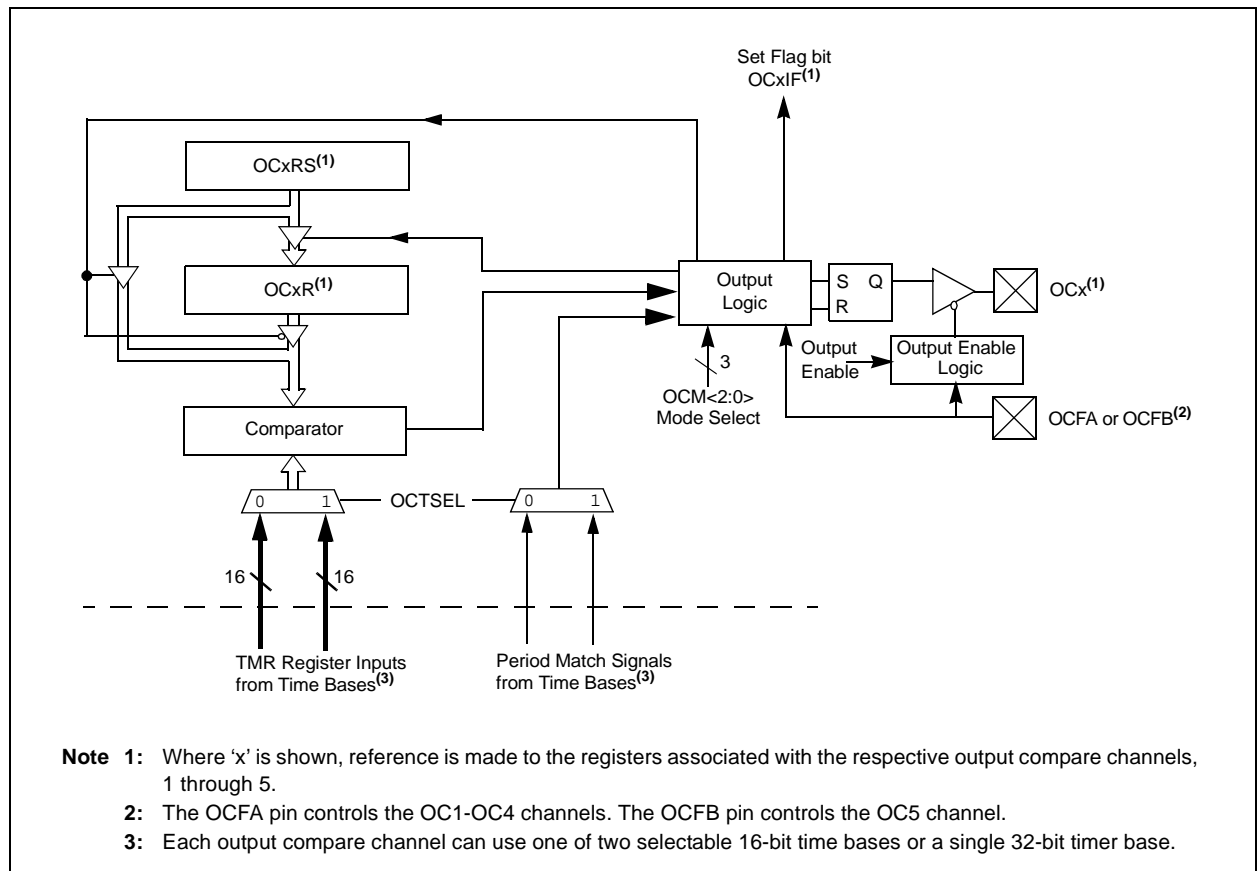 Set Flag bit
OCxIF(1)
OCxRS(1)
OCxR(1)
Output
Logic
S Q
R
OCx(1)
Output
Enable
Output Enable
Logic
3
OCM<2:0>
Mode Select
OCFA or OCFB(2)
Comparator
0 1
OCTSEL
0 1
16
16
TMR Register Inputs
from Time Bases(3)
Period Match Signals
from Time Bases(3)
Note 1: Where ‘x’ is shown, reference is made to the registers associated with the respective output compare channels,
1 through 5.
2: The OCFA pin controls the OC1-OC4 channels. The OCFB pin controls the OC5 channel.
3: Each output compare channel can use one of two selectable 16-bit time bases or a single 32-bit timer base.